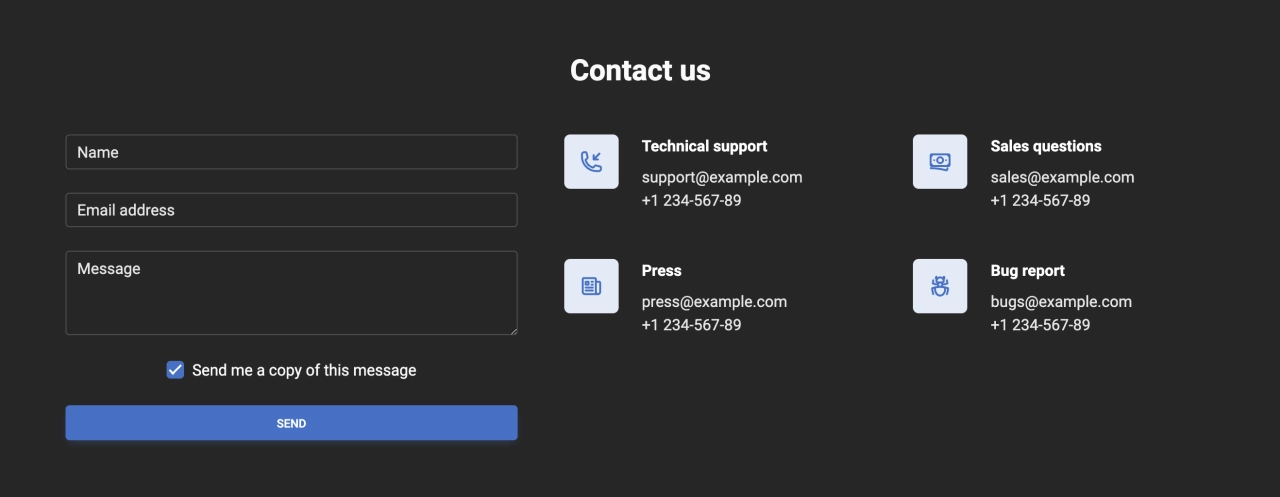 Contact us
Name
Email address
Message
Send me a copy of this message
SEND
Technical support
support@example.com
+1 234-567-89
Sales questions
sales@example.com
+1 234-567-89
Press
press@example.com
+1 234-567-89
Bug report
bugs@example.com
+1 234-567-89